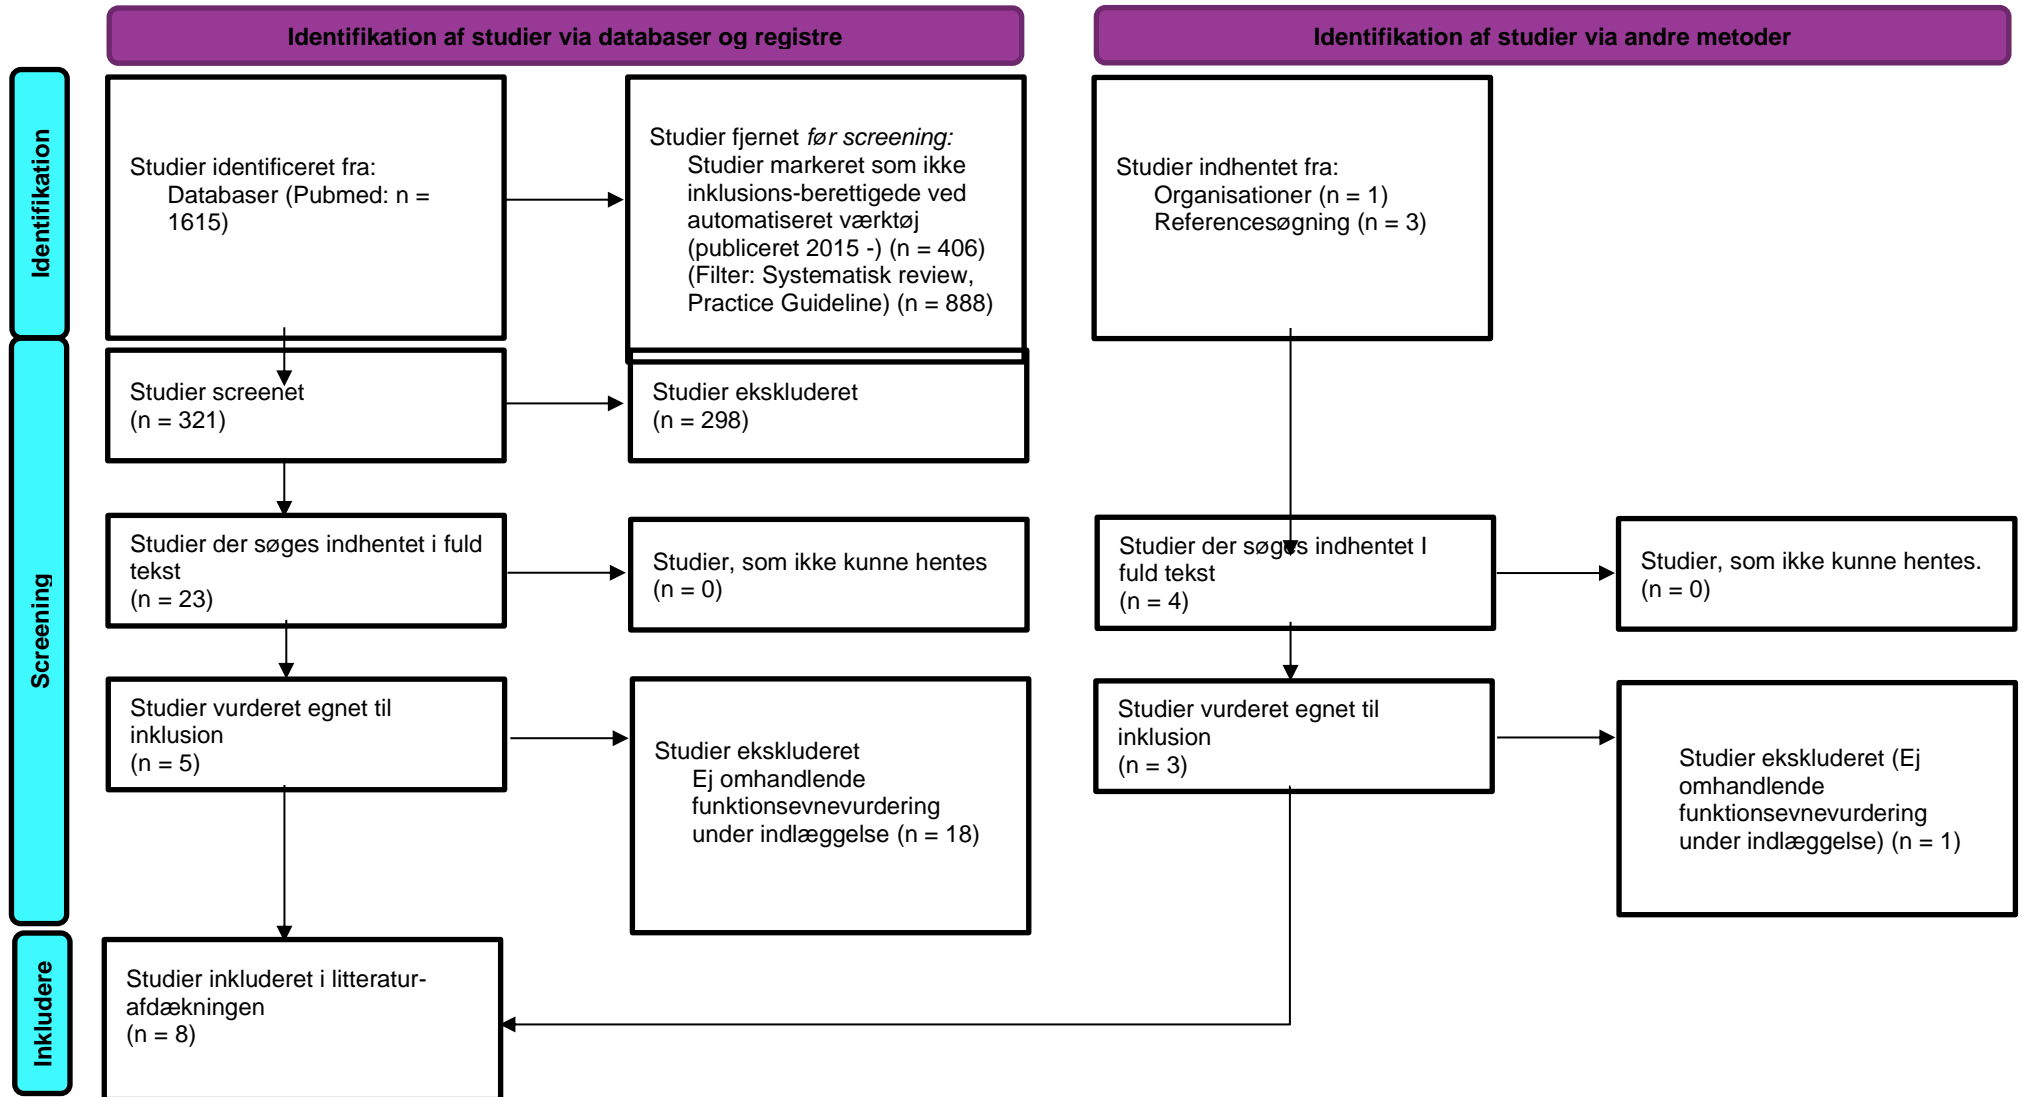 Identifikation af studier via databaser og registre
Identifikation af studier via andre metoder
Identifikation
Studier identificeret fra:
Databaser (Pubmed: n =
1615)
Studier fjernet før screening:
Studier markeret som ikke
inklusions-berettigede ved
automatiseret værktøj
(publiceret 2015 -) (n = 406)
(Filter: Systematisk review,
Practice Guideline) (n = 888)
Studier indhentet fra:
Organisationer (n = 1)
Referencesøgning (n = 3)
Screening
Studier screenet
(n = 321)
Studier ekskluderet
(n = 298)
Studier der søges indhentet i fuld
tekst
(n = 23)
Studier, som ikke kunne hentes
(n = 0)
Studier der søges indhentet I
fuld tekst
(n = 4)
Studier, som ikke kunne hentes.
(n = 0)
Studier vurderet egnet til
inklusion
(n = 5)
Studier ekskluderet
Ej omhandlende
funktionsevnevurdering
under indlæggelse (n = 18)
Studier vurderet egnet til
inklusion
(n = 3)
Studier ekskluderet (Ej
omhandlende
funktionsevnevurdering
under indlæggelse) (n = 1)
Inkludere
Studier inkluderet i litteratur-
afdækningen
(n = 8)